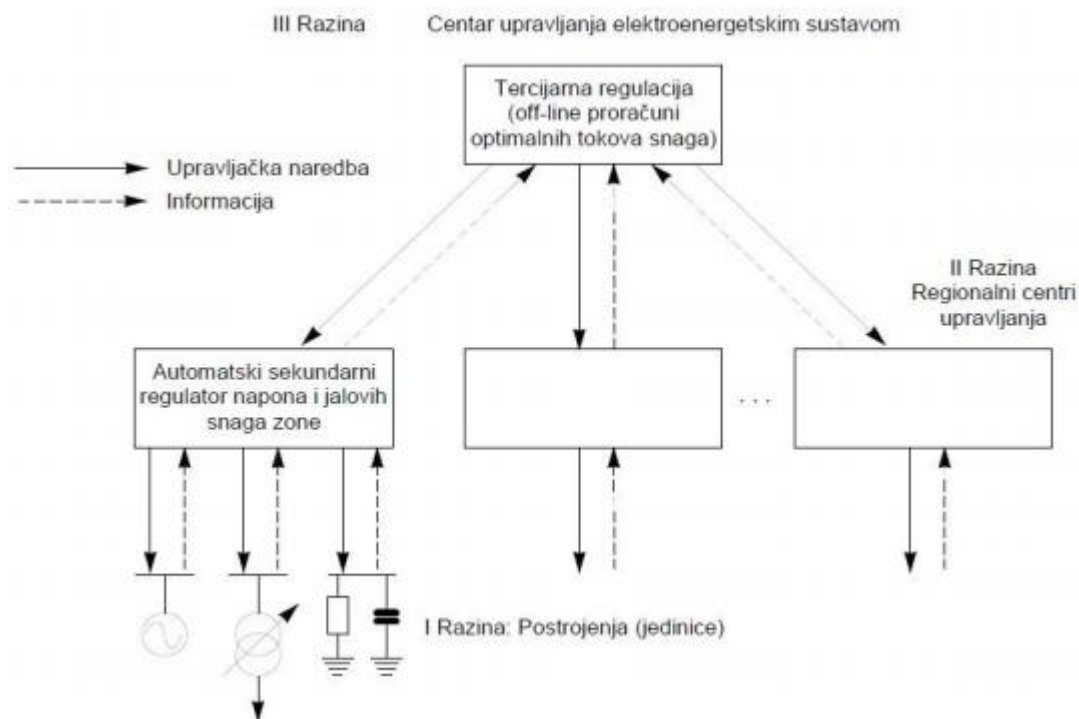 III Razina
Centar upravljanja elektroenergetskim sustavom
Tercijarna regulacija
(off-line proračuni
optimalnih tokova snaga)
Upravljačka naredba
Informacija
II Razina
Regionalni centri
upravljanja
Automatski sekundarni
regulator napona i jalovih
snaga zone
. . .
I Razina: Postrojenja (jedinice)